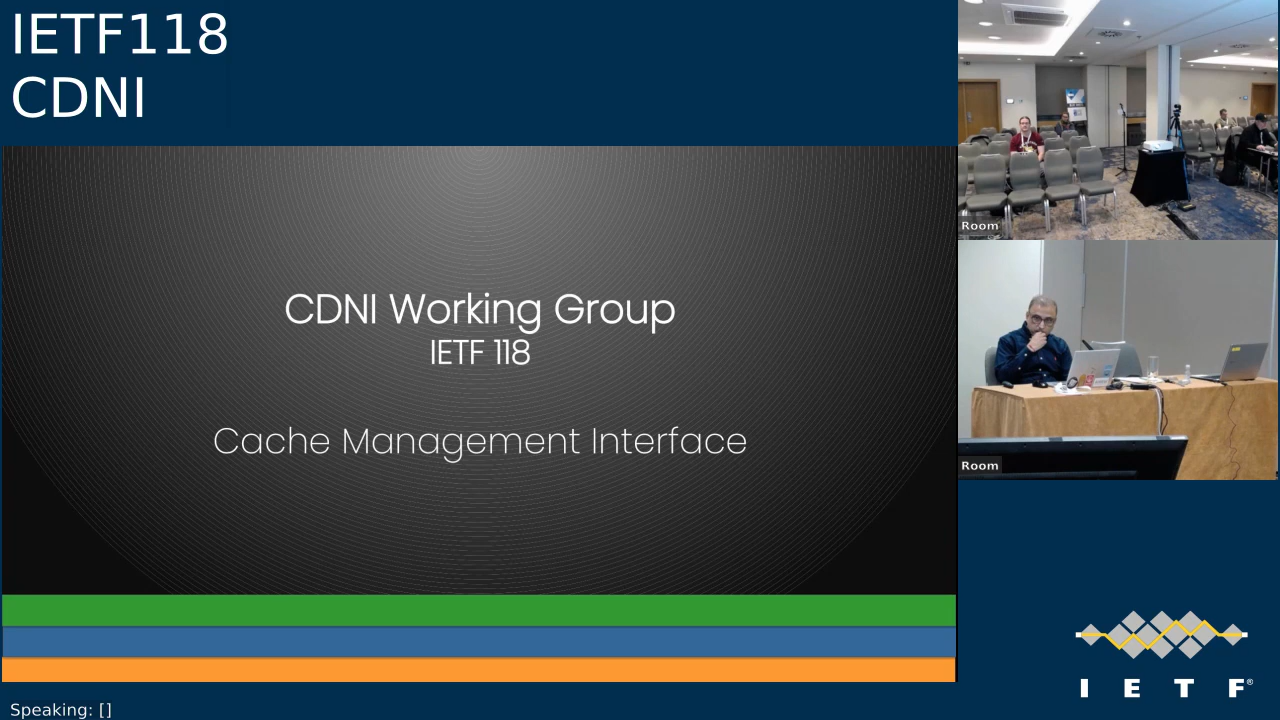 IETF118
CDNI
CDNI Working Group
IETF 118
Cache Management Interface
Room
Room
I E T F®
Speaking: []